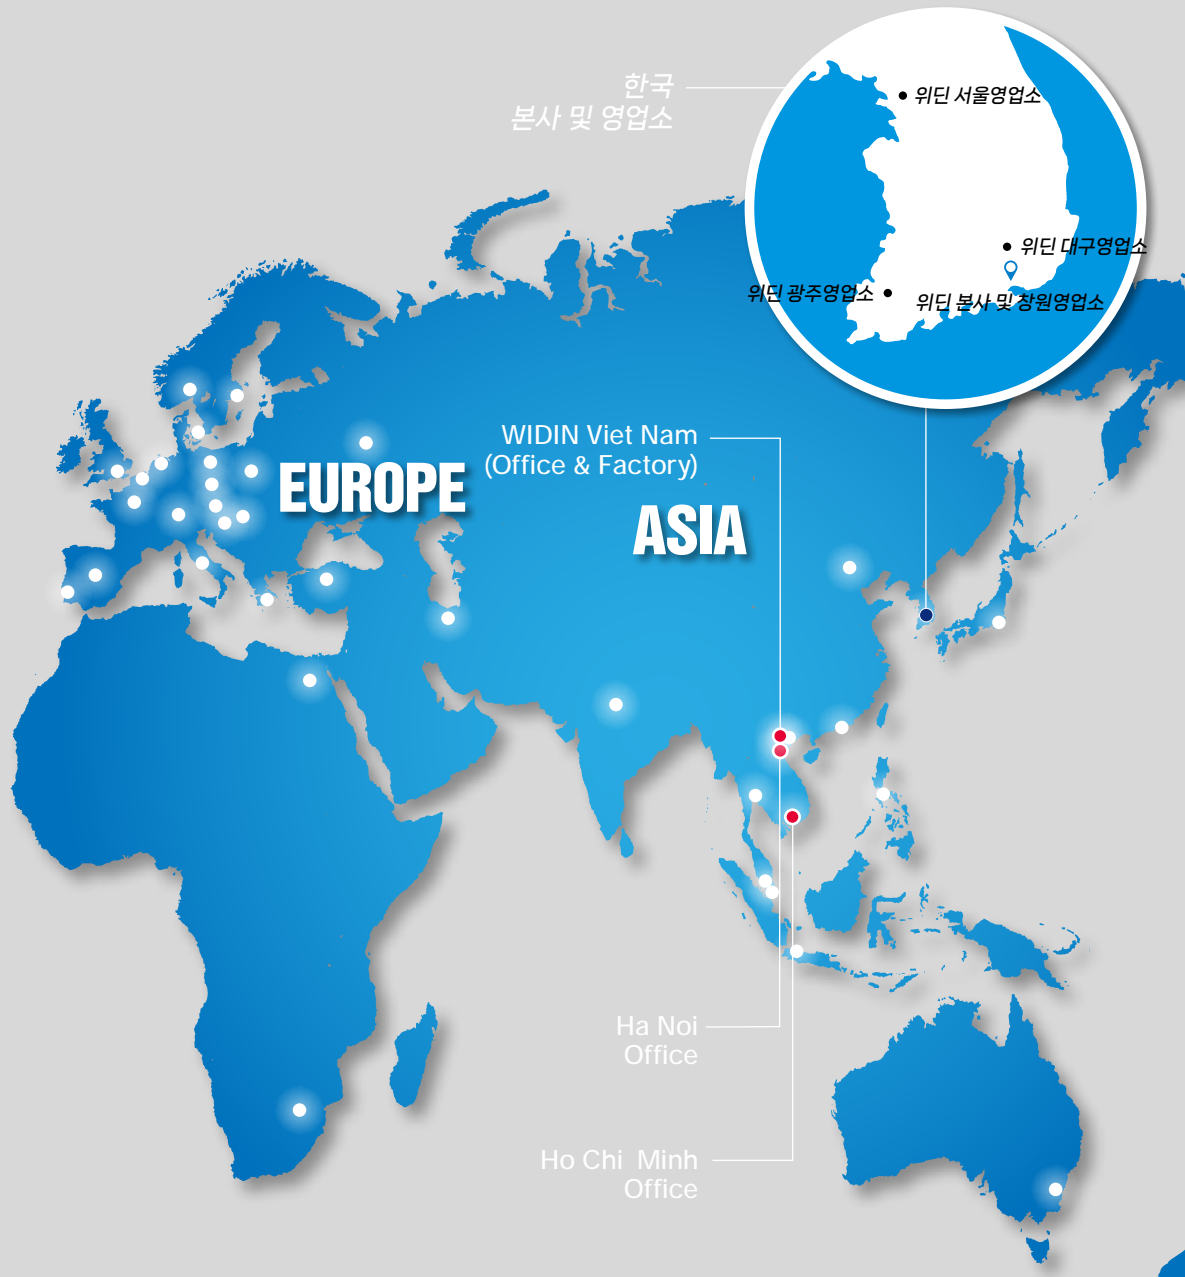 한국
본사 및 영업소
위딘 서울영업소
위딘 대구영업소
위딘 광주영업소
위딘 본사 및 창원영업소
WIDIN Viet Nam
(Office & Factory)
EUROPE
ASIA
Ha Noi
Office
Ho Chi Minh
Office